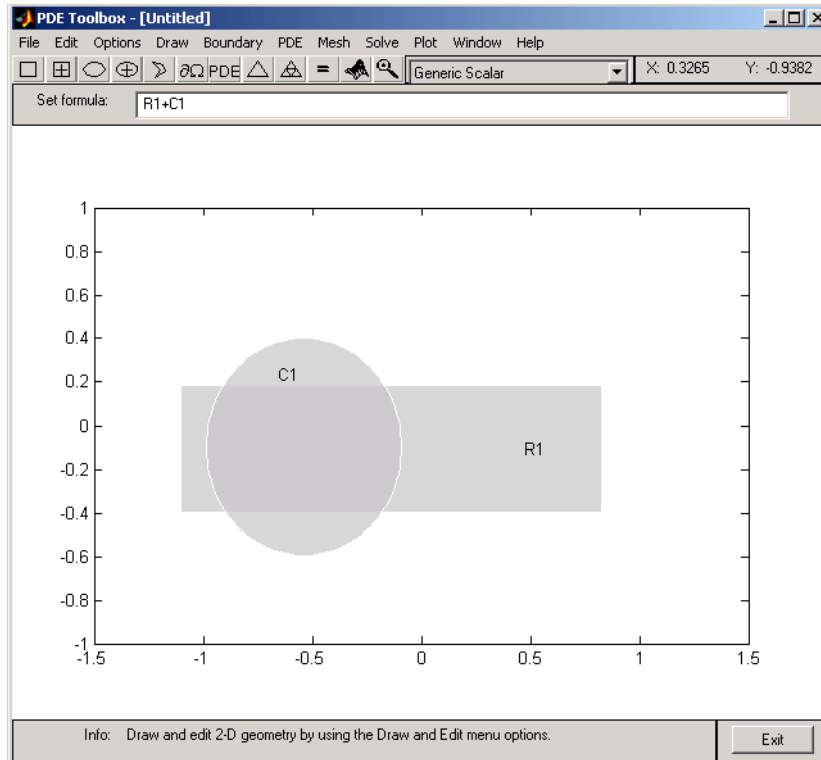 PDE Toolbox - [Untitled]
File Edit Options Draw Boundary PDE Mesh Solve Plot Window Help
∂Ω PDE = Generic Scalar X: 0.3265 Y: -0.9382
Set formula: R1+C1
1
0.8
0.6
0.4
0.2
0
-0.2
-0.4
-0.6
-0.8
-1
C1
R1
-1.5 -1 -0.5 0 0.5 1 1.5
Info: Draw and edit 2-D geometry by using the Draw and Edit menu options. Exit